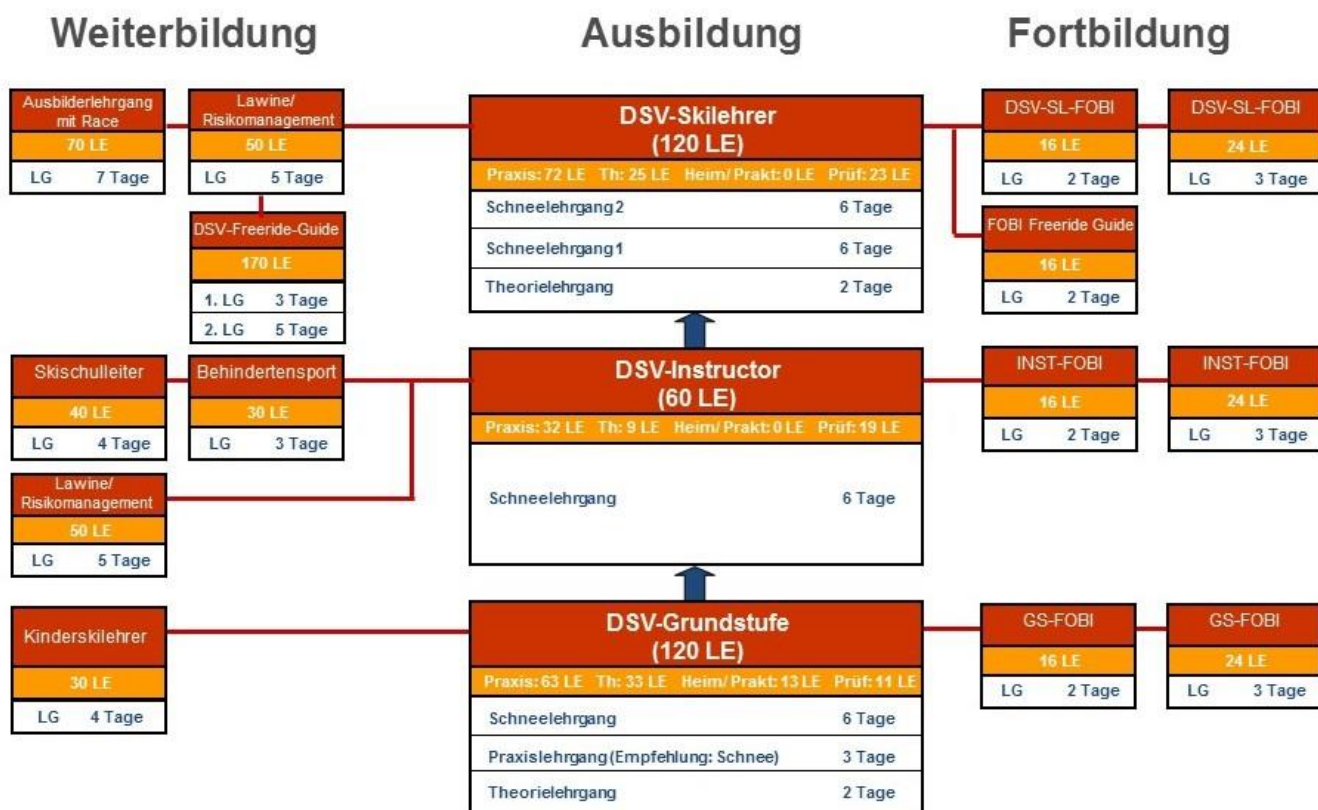 Weiterbildung
Ausbildung
Fortbildung
Ausbilderlehrgang
mit Race
70 LE
LG 7 Tage
Lawine/
Risikomanagement
50 LE
LG 5 Tage
DSV-Freeride-Guide
170 LE
1. LG 3 Tage
2. LG 5 Tage
DSV-Skilehrer
(120 LE)
Praxis: 72 LE Th: 25 LE Heim/ Prakt: 0 LE Prüf: 23 LE
Schneelehrgang 2 6 Tage
Schneelehrgang 1 6 Tage
Theorielehrgang 2 Tage
DSV-SL-FOBI
16 LE
LG 2 Tage
DSV-SL-FOBI
24 LE
LG 3 Tage
FOBI Freeride Guide
16 LE
LG 2 Tage
Skischulleiter
40 LE
LG 4 Tage
Behindertensport
30 LE
LG 3 Tage
Lawine/
Risikomanagement
50 LE
LG 5 Tage
DSV-Instructor
(60 LE)
Praxis: 32 LE Th: 9 LE Heim/ Prakt: 0 LE Prüf: 19 LE
Schneelehrgang 6 Tage
INST-FOBI
16 LE
LG 2 Tage
INST-FOBI
24 LE
LG 3 Tage
Kinderskilehrer
30 LE
LG 4 Tage
DSV-Grundstufe
(120 LE)
Praxis: 63 LE Th: 33 LE Heim/ Prakt: 13 LE Prüf: 11 LE
Schneelehrgang 6 Tage
Praxislehrgang (Empfehlung: Schnee) 3 Tage
Theorielehrgang 2 Tage
GS-FOBI
16 LE
LG 2 Tage
GS-FOBI
24 LE
LG 3 Tage